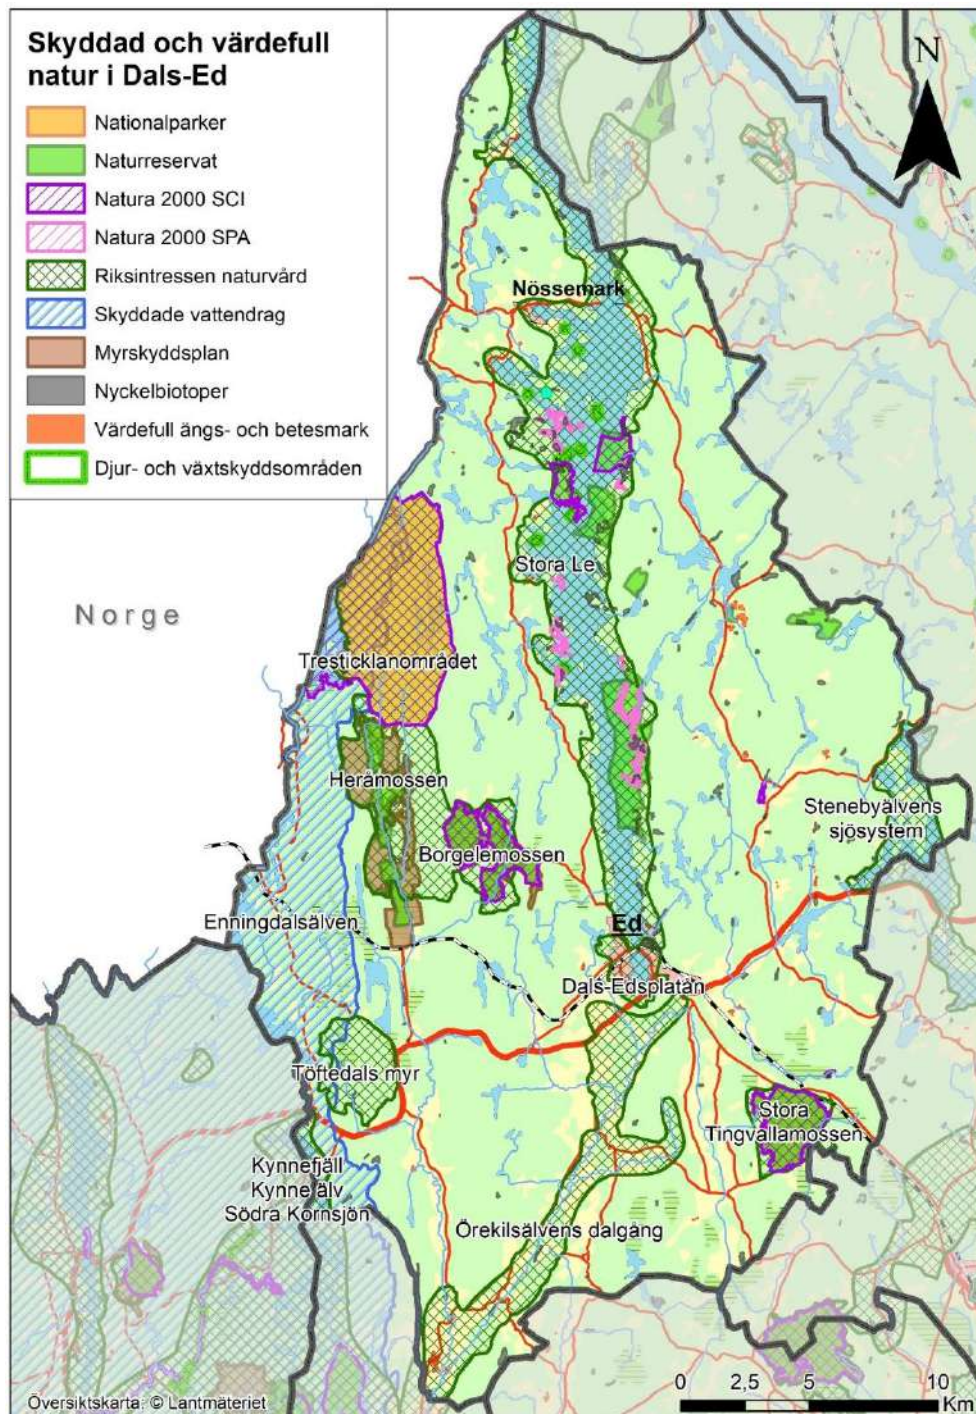 Skyddad och värdefull
natur i Dals-Ed
Nationalparker
Naturreservat
Natura 2000 SCI
Natura 2000 SPA
Riksintressen naturvård
Skyddade vattendrag
Myrskyddsplan
Nyckelbiotoper
Värdefull ängs- och betesmark
Djur- och växtskyddsområden
N
Nössemark
Stora Le
Norge
Tresticklanområdet
Heråmossen
Stenebyälvens
sjösystem
Borgelemossen
Enningdalsälven
Ed
Dals-Edsplatån
Töftedals myr
Stora
Tingvallamossen
Kynnefjäll
Kynne älv
Södra Kornsjön
Örekilsälvens dalgång
0 2,5 5 10
Km
Översiktskarta, © Lantmäteriet